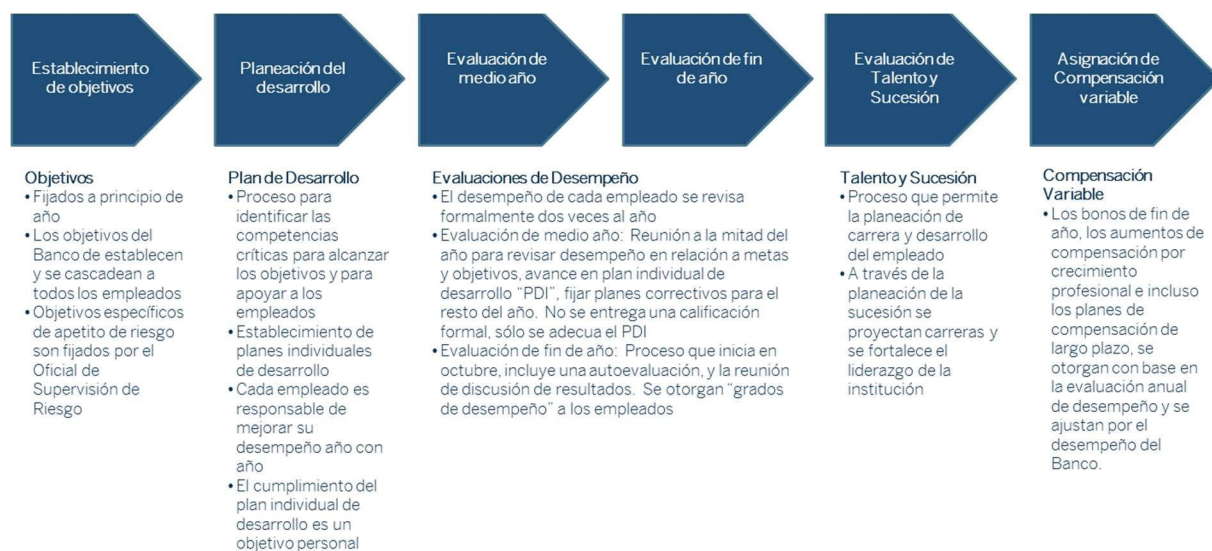 Establecimiento
de objetivos
Planeación del
desarrollo
Evaluación de
medio año
Evaluación de fin
de año
Evaluación de
Talento y
Sucesión
Asignación de
Compensación
variable
Objetivos
• Fijados a principio de
año
• Los objetivos del
Banco de establecen
y se cascadean a
todos los empleados
• Objetivos específicos
de apetito de riesgo
son fijados por el
Oficial de
Supervisión de
Riesgo
Plan de Desarrollo
• Proceso para
identificar las
competencias
críticas para alcanzar
los objetivos y para
apoyar a los
empleados
• Establecimiento de
planes individuales
de desarrollo
• Cada empleado es
responsable de
mejorar su
desempeño año con
año
• El cumplimiento del
plan individual de
desarrollo es un
objetivo personal
Evaluaciones de Desempeño
• El desempeño de cada empleado se revisa
formalmente dos veces al año
• Evaluación de medio año: Reunión a la mitad del
año para revisar desempeño en relación a metas
y objetivos, avance en plan individual de
desarrollo “PDI”, fijar planes correctivos para el
resto del año. No se entrega una calificación
formal, sólo se adecua el PDI
• Evaluación de fin de año: Proceso que inicia en
octubre, incluye una autoevaluación, y la reunión
de discusión de resultados. Se otorgan “grados
de desempeño” a los empleados
Talento y Sucesión
• Proceso que permite
la planeación de
carrera y desarrollo
del empleado
• A través de la
planeación de la
sucesión se
proyectan carreras y
se fortalece el
liderazgo de la
institución
Compensación
Variable
• Los bonos de fin de
año, los aumentos de
compensación por
crecimiento
profesional e incluso
los planes de
compensación de
largo plazo, se
otorgan con base en
la evaluación anual
de desempeño y se
ajustan por el
desempeño del
Banco.